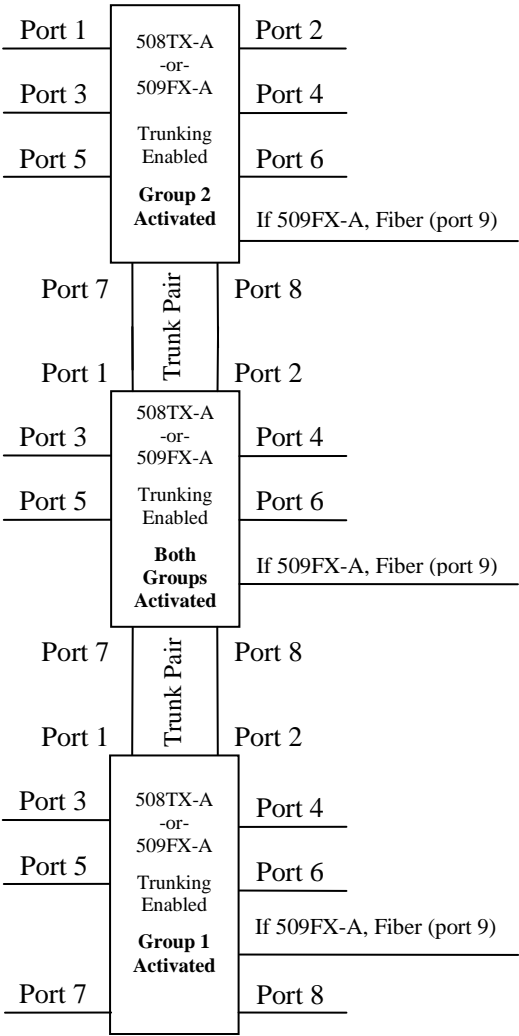 Port 1
508TX-A
-or-
509FX-A
Port 2
Port 3
Port 4
Trunking
Enabled
Port 5
Port 6
Group 2
Activated
If 509FX-A, Fiber (port 9)
Port 7
Trunk Pair
Port 8
Port 1
Port 2
508TX-A
-or-
509FX-A
Port 3
Port 4
Trunking
Enabled
Port 5
Port 6
Both
Groups
Activated
If 509FX-A, Fiber (port 9)
Port 7
Trunk Pair
Port 8
Port 1
Port 2
508TX-A
-or-
509FX-A
Port 3
Port 4
Trunking
Enabled
Port 5
Port 6
Group 1
Activated
If 509FX-A, Fiber (port 9)
Port 7
Port 8